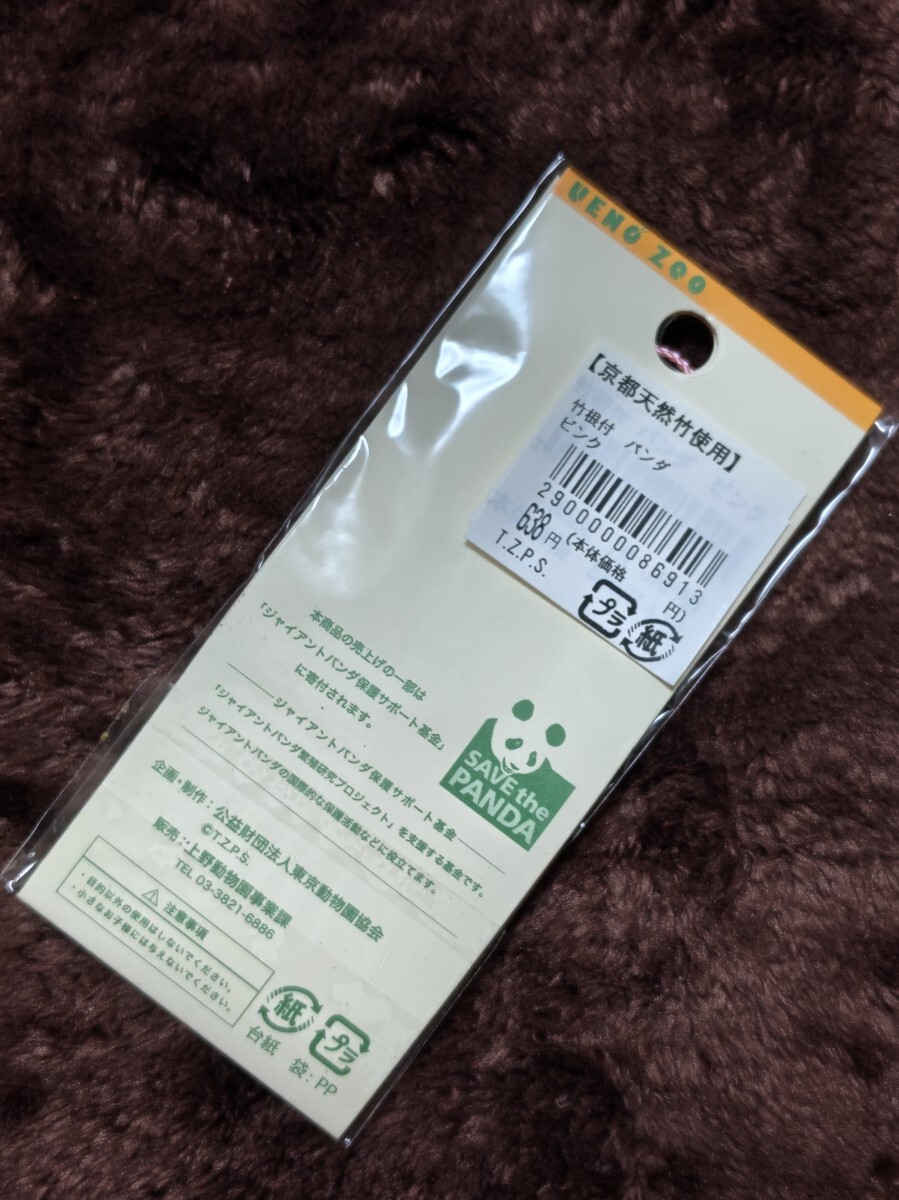 UENO ZOO
【京都天然竹使用】
竹根付 パンダ
ピンク
2900000086913
638円 (本体価格 円)
T.Z.P.S.
プラ 紙
本商品の売上げの一部は
「ジャイアントパンダ保護サポート基金」
に寄付されます。
SAVE the
PANDA
ジャイアントパンダ保護サポート基金
「ジャイアントパンダ繁殖研究プロジェクト」を支援する基金です。
ジャイアントパンダの国際的な保護活動などに役立てます。
企画・制作:公益財団法人東京動物園協会
©T.Z.P.S.
販売:上野動物園事業課
TEL 03-3821-6886
注意事項
・目的以外の使用はしないでください。
・小さなお子様には与えないでください。
紙 プラ
台紙 袋:PP